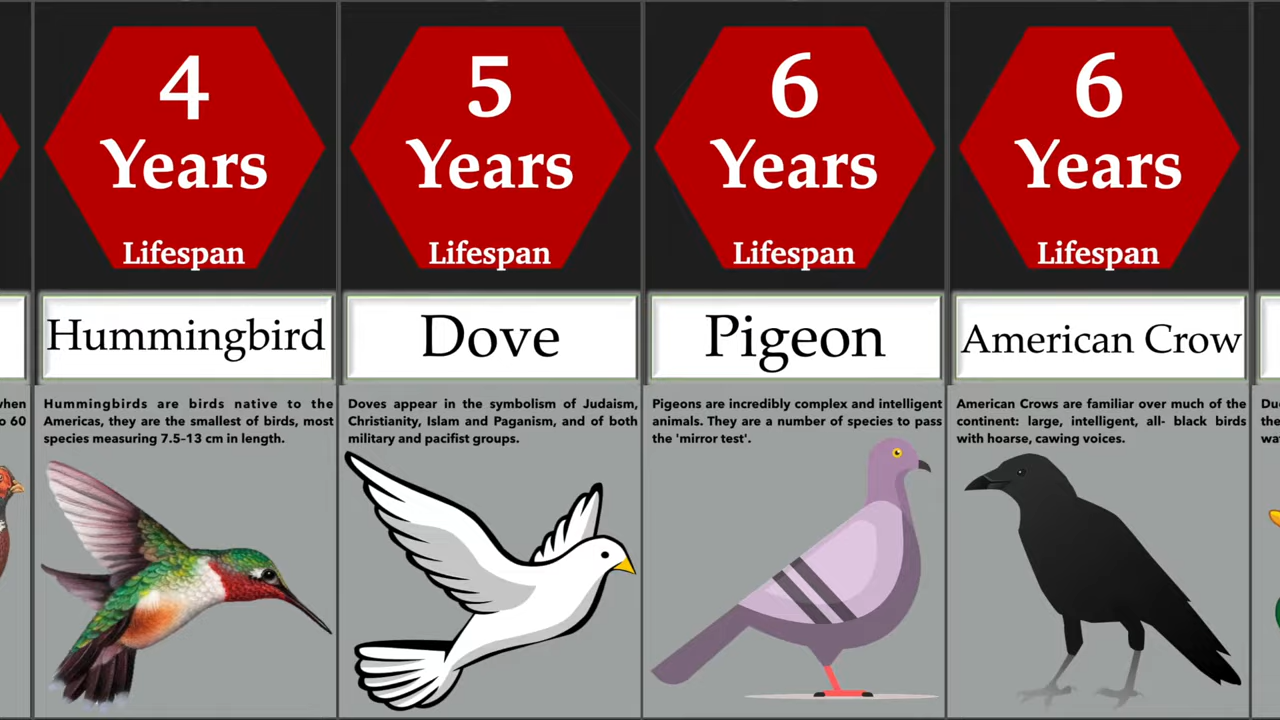 4
Years
Lifespan
Hummingbird
Hummingbirds are birds native to the
Americas, they are the smallest of birds, most
species measuring 7.5–13 cm in length.
5
Years
Lifespan
Dove
Doves appear in the symbolism of Judaism,
Christianity, Islam and Paganism, and of both
military and pacifist groups.
6
Years
Lifespan
Pigeon
Pigeons are incredibly complex and intelligent
animals. They are a number of species to pass
the 'mirror test'.
6
Years
Lifespan
American Crow
American Crows are familiar over much of the
continent: large, intelligent, all- black birds
with hoarse, cawing voices.
60